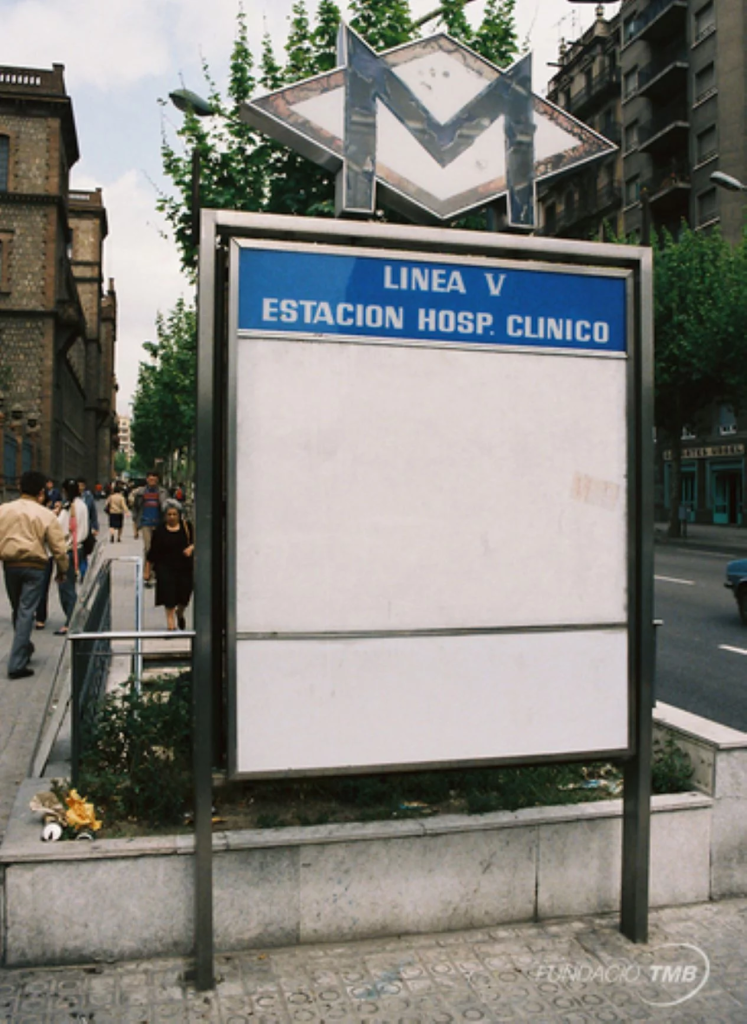 M
LINEA V
ESTACION HOSP. CLINICO
FUNDACIÓ TMB